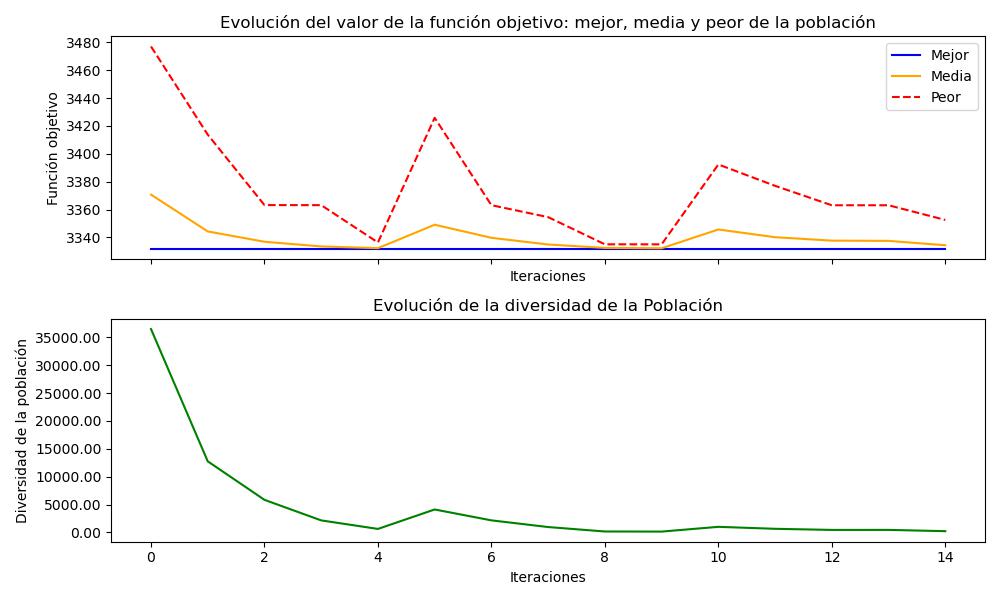 Evolución del valor de la función objetivo: mejor, media y peor de la población
3480
3460
3440
3420
3400
3380
3360
3340
Función objetivo
Mejor
Media
Peor
Iteraciones
Evolución de la diversidad de la Población
35000.00
30000.00
25000.00
20000.00
15000.00
10000.00
5000.00
0.00
Diversidad de la población
0 2 4 6 8 10 12 14
Iteraciones